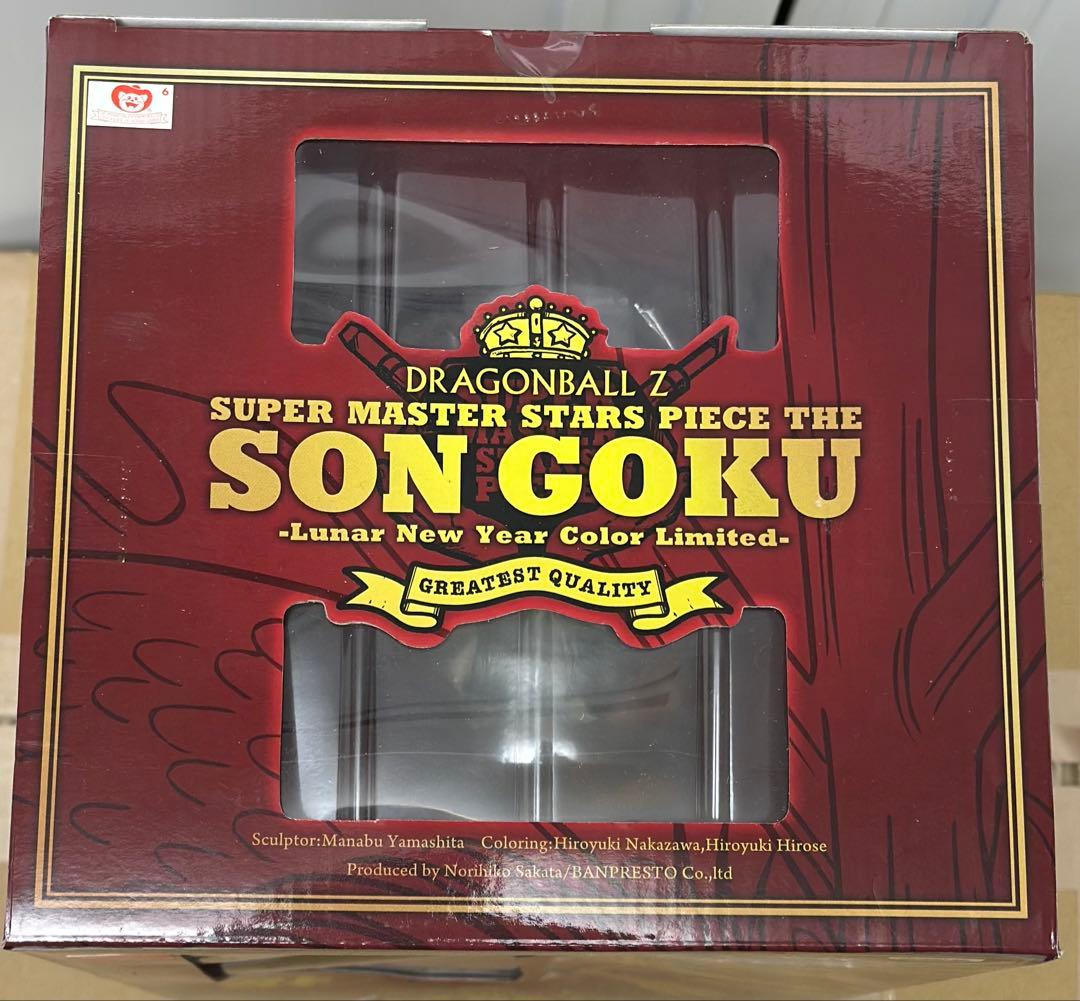 6
DRAGONBALL Z
SUPER MASTER STARS PIECE THE
SON GOKU
-Lunar New Year Color Limited-
GREATEST QUALITY
Sculptor:Manabu Yamashita Coloring:Hiroyuki Nakazawa,Hiroyuki Hirose
Produced by Norihiko Sakata/BANPRESTO Co.,ltd